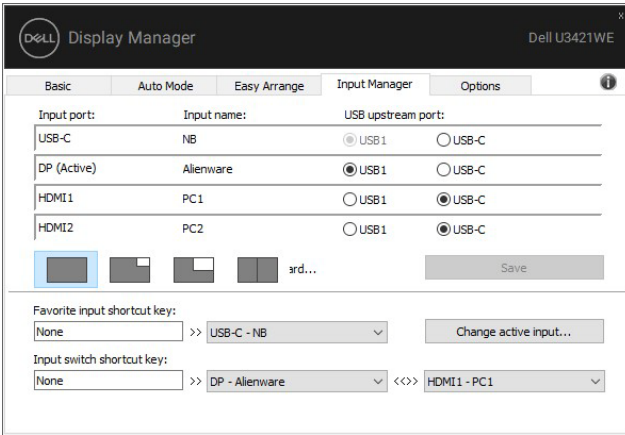 DELL Display Manager Dell U3421WE
x
Basic Auto Mode Easy Arrange Input Manager Options i
Input port: Input name: USB upstream port:
USB-C NB USB1 USB-C
DP (Active) Alienware USB1 USB-C
HDMI1 PC1 USB1 USB-C
HDMI2 PC2 USB1 USB-C
ard... Save
Favorite input shortcut key:
None >> USB-C - NB Change active input...
Input switch shortcut key:
None >> DP - Alienware <<>> HDMI1 - PC1